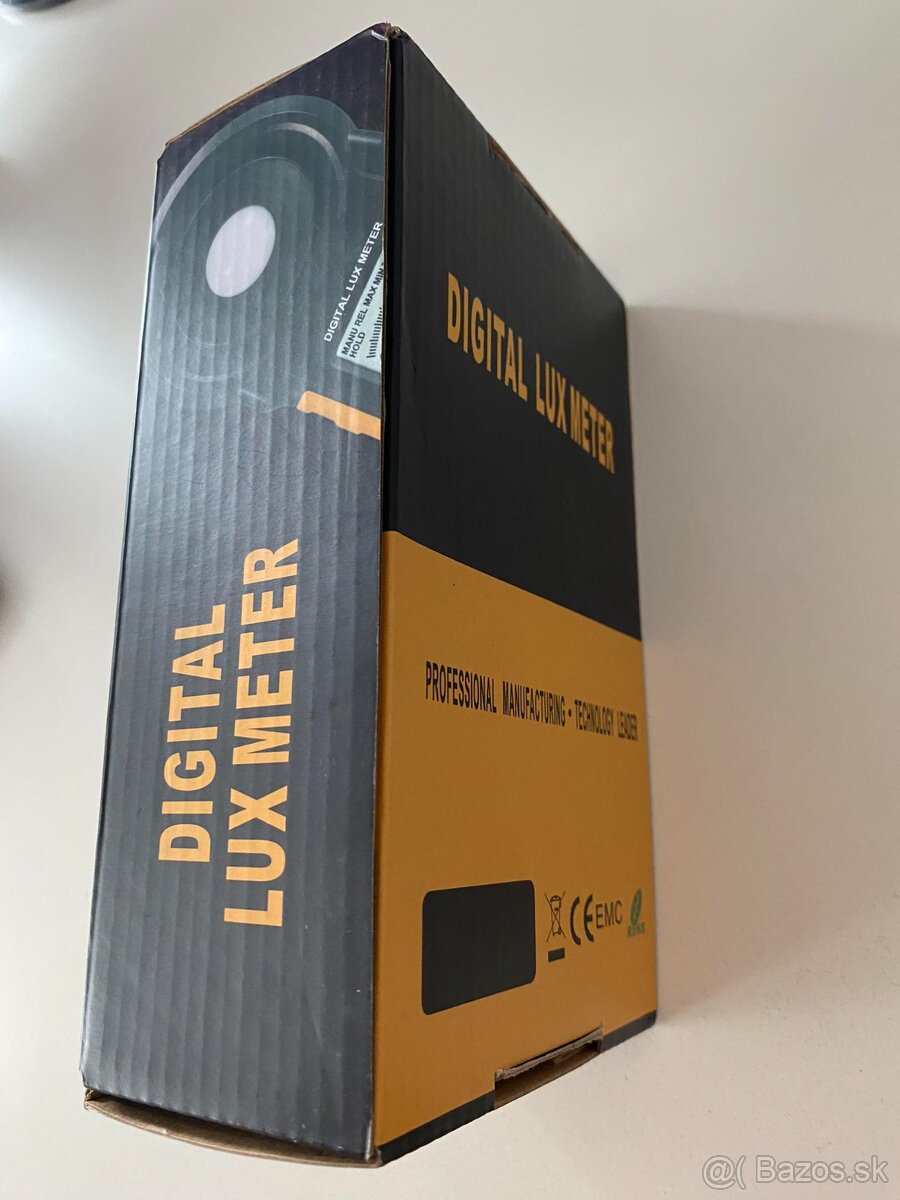 DIGITAL LUX METER
MANU REL MAX MIN
HOLD
DIGITAL
LUX METER
DIGITAL LUX METER
PROFESSIONAL MANUFACTURING • TECHNOLOGY LEADER
CE EMC
@( Bazos.sk